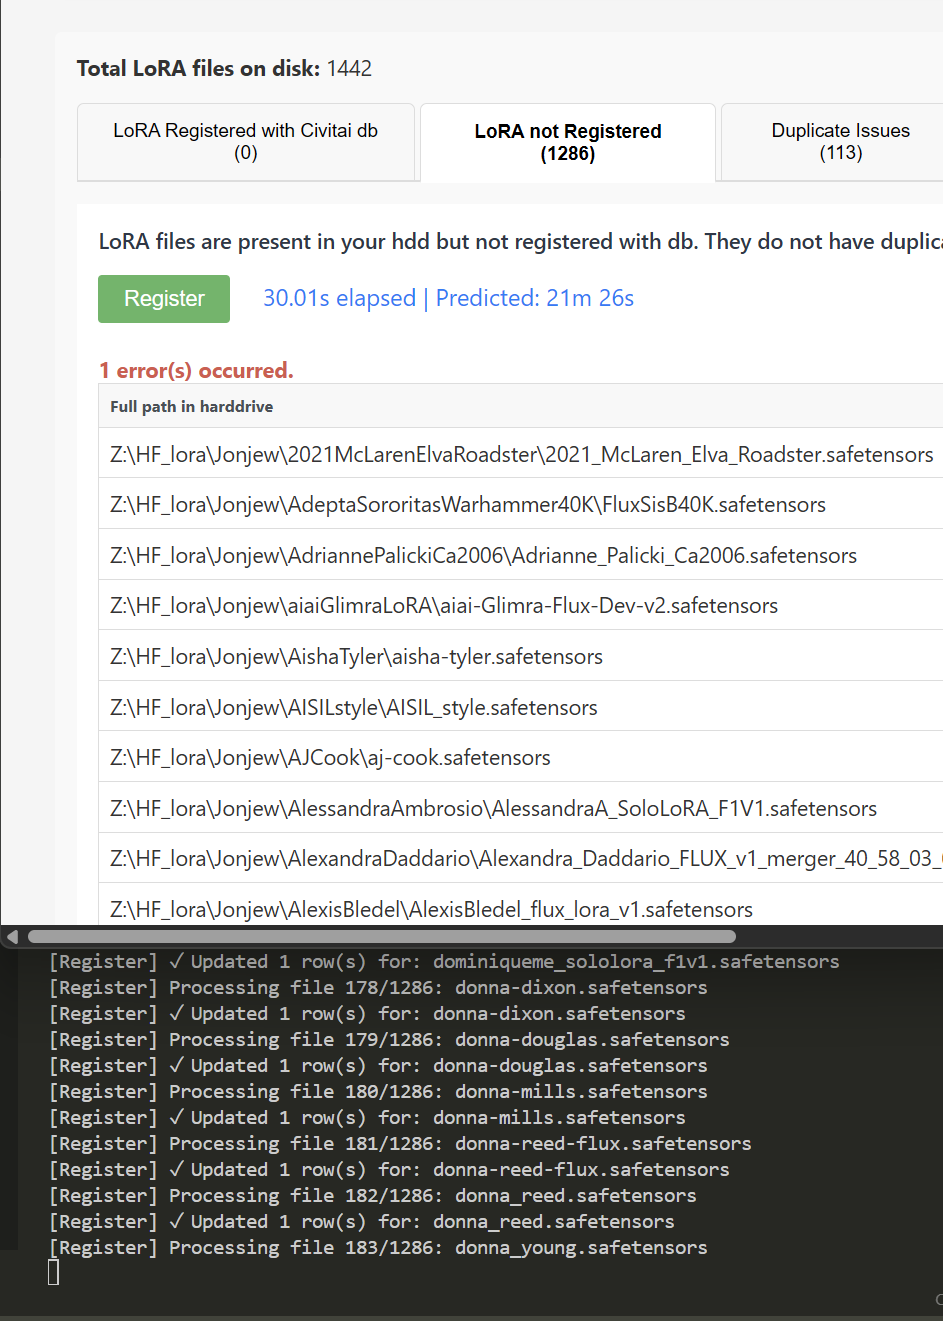 Total LoRA files on disk: 1442
LoRA Registered with Civitai db
(0)
LoRA not Registered
(1286)
Duplicate Issues
(113)
LoRA files are present in your hdd but not registered with db. They do not have
Register
30.01s elapsed | Predicted: 21m 26s
1 error(s) occurred.
Full path in harddrive
Z:\HF_lora\Jonjew\2021McLarenElvaRoadster\2021_McLaren_Elva_Roadster.safetensors
Z:\HF_lora\Jonjew\AdeptaSororitasWarhammer40K\FluxSisB40K.safetensors
Z:\HF_lora\Jonjew\AdriannePalickiCa2006\Adrianne_Palicki_Ca2006.safetensors
Z:\HF_lora\Jonjew\aiaiGlimraLoRA\aiai-Glimra-Flux-Dev-v2.safetensors
Z:\HF_lora\Jonjew\AishaTyler\aisha-tyler.safetensors
Z:\HF_lora\Jonjew\AISILstyle\AISIL_style.safetensors
Z:\HF_lora\Jonjew\AJCook\aj-cook.safetensors
Z:\HF_lora\Jonjew\AlessandraAmbrosio\AlessandraA_SoloLoRA_F1V1.safetensors
Z:\HF_lora\Jonjew\AlexandraDaddario\Alexandra_Daddario_FLUX_v1_merger_40_58_03_
Z:\HF_lora\Jonjew\AlexisBledel\AlexisBledel_flux_lora_v1.safetensors
[Register] ✓ Updated 1 row(s) for: dominiqueme_sololora_f1v1.safetensors
[Register] Processing file 178/1286: donna-dixon.safetensors
[Register] ✓ Updated 1 row(s) for: donna-dixon.safetensors
[Register] Processing file 179/1286: donna-douglas.safetensors
[Register] ✓ Updated 1 row(s) for: donna-douglas.safetensors
[Register] Processing file 180/1286: donna-mills.safetensors
[Register] ✓ Updated 1 row(s) for: donna-mills.safetensors
[Register] Processing file 181/1286: donna-reed-flux.safetensors
[Register] ✓ Updated 1 row(s) for: donna-reed-flux.safetensors
[Register] Processing file 182/1286: donna_reed.safetensors
[Register] ✓ Updated 1 row(s) for: donna_reed.safetensors
[Register] Processing file 183/1286: donna_young.safetensors